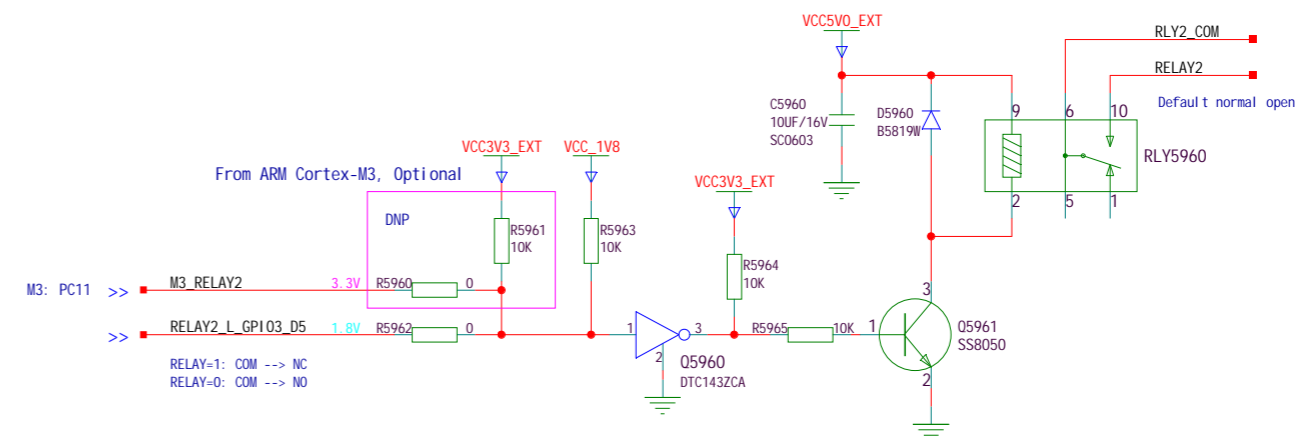 VCC5V0_EXT
RLY2_COM
RELAY2
Default normal open
C5960
10UF/16V
SC0603
D5960
B5819W
9
6
10
RLY5960
2
5
1
VCC3V3_EXT
VCC_1V8
From ARM Cortex-M3, Optional
VCC3V3_EXT
DNP
R5961
10K
R5963
10K
R5964
10K
M3: PC11
>>
M3_RELAY2
3.3V
R5960
0
>>
RELAY2_L_GPIO3_D5
1.8V
R5962
0
1
3
2
Q5960
DTC143ZCA
R5965
10K
1
3
2
Q5961
SS8050
RELAY=1: COM --> NC
RELAY=0: COM --> NO